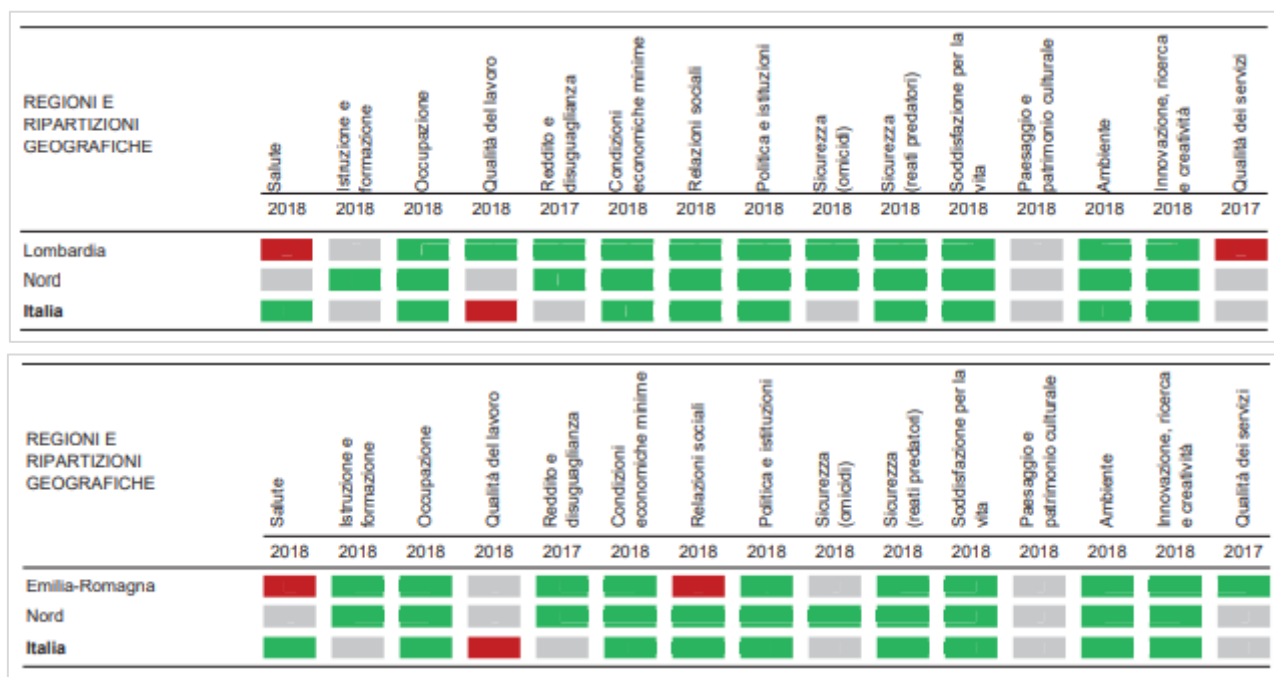 REGIONI E
RIPARTIZIONI
GEOGRAFICHE
Salute
Istruzione e
formazione
Occupazione
Qualità del lavoro
Reddito e
disuguaglianza
Condizioni
economiche minime
Relazioni sociali
Politica e istituzioni
Sicurezza
(omicidi)
Sicurezza
(reati predatori)
Soddisfazione per la
vita
Paesaggio e
patrimonio culturale
Ambiente
Innovazione, ricerca
e creatività
Qualità dei servizi
2018 2018 2018 2018 2017 2018 2018 2018 2018 2018 2018 2018 2018 2018 2017
Lombardia
Nord
Italia
REGIONI E
RIPARTIZIONI
GEOGRAFICHE
Salute
Istruzione e
formazione
Occupazione
Qualità del lavoro
Reddito e
disuguaglianza
Condizioni
economiche minime
Relazioni sociali
Politica e istituzioni
Sicurezza
(omicidi)
Sicurezza
(reati predatori)
Soddisfazione per la
vita
Paesaggio e
patrimonio culturale
Ambiente
Innovazione, ricerca
e creatività
Qualità dei servizi
2018 2018 2018 2018 2017 2018 2018 2018 2018 2018 2018 2018 2018 2018 2017
Emilia-Romagna
Nord
Italia